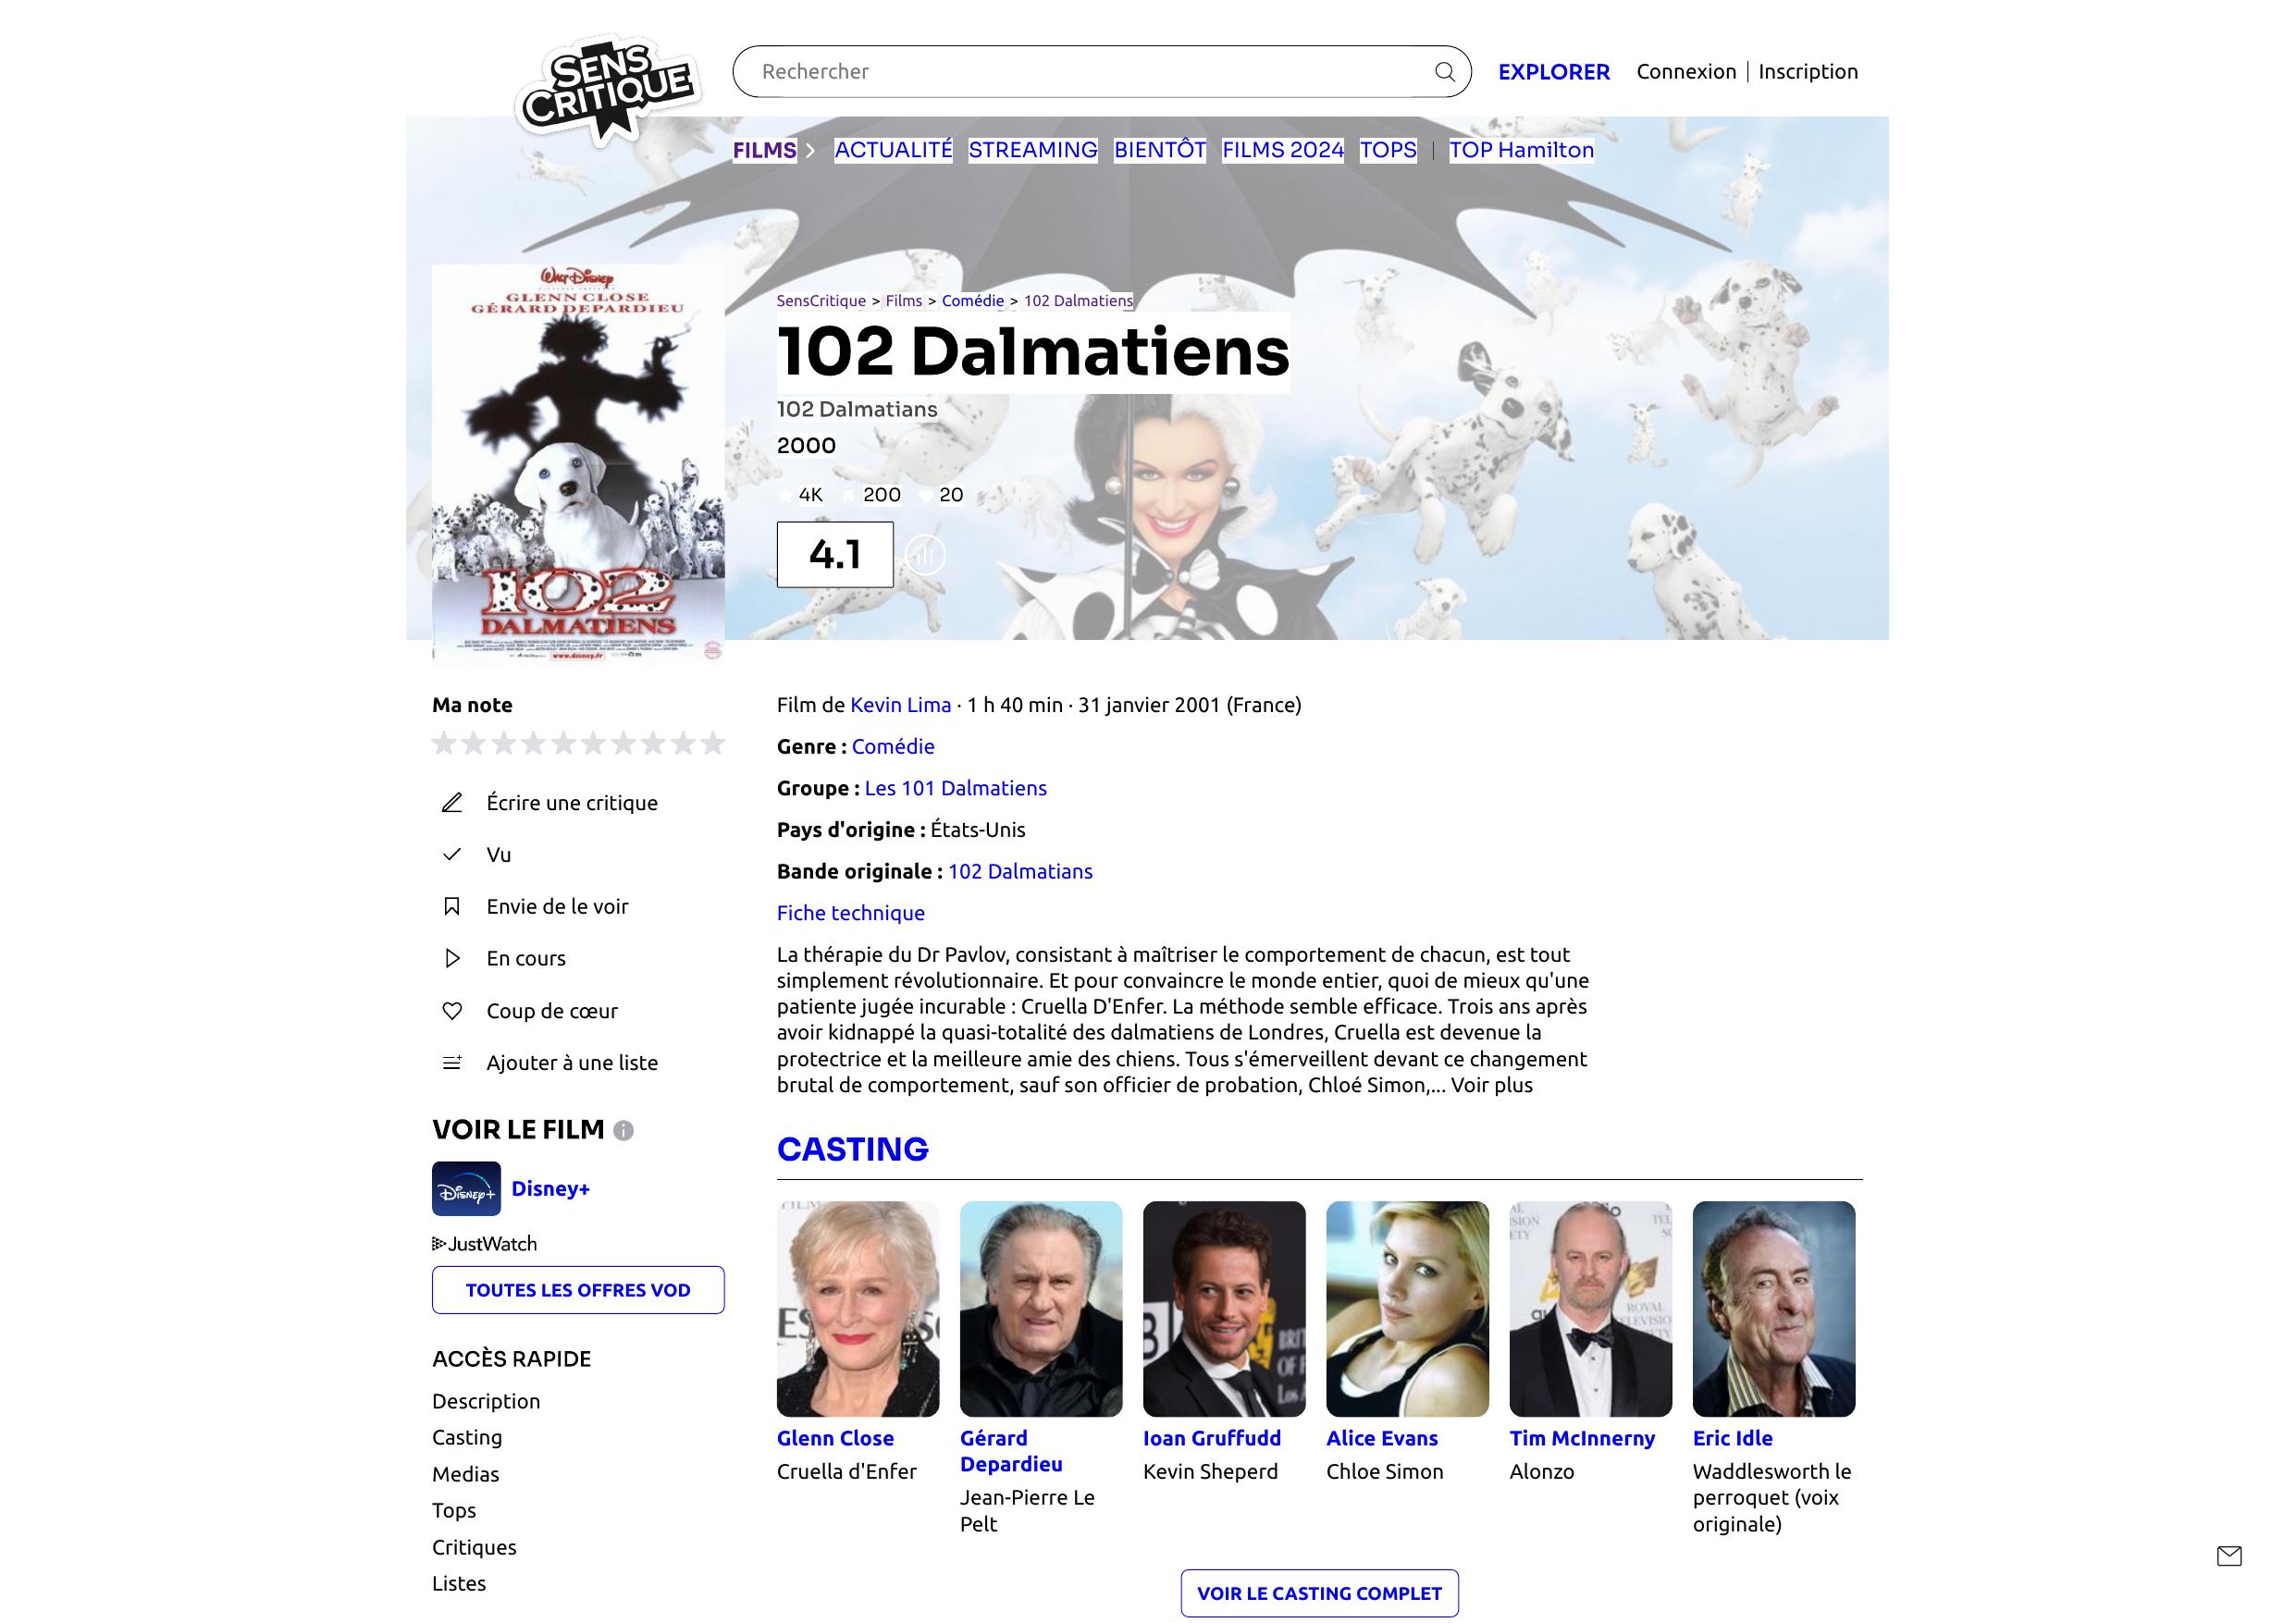 SENS CRITIQUE
Rechercher
EXPLORER
Connexion | Inscription
FILMS
ACTUALITÉ
STREAMING
BIENTÔT
FILMS 2024
TOPS
TOP Hamilton
WALT DISNEY
GLENN CLOSE
GÉRARD DEPARDIEU
102
DALMATIENS
www.disney.fr
SensCritique > Films > Comédie > 102 Dalmatiens
102 Dalmatiens
102 Dalmatians
2000
4K 200 20
4.1
Ma note
Écrire une critique
Vu
Envie de le voir
En cours
Coup de cœur
Ajouter à une liste
VOIR LE FILM
Disney+
Disney+
JustWatch
TOUTES LES OFFRES VOD
ACCÈS RAPIDE
Description
Casting
Medias
Tops
Critiques
Listes
Film de Kevin Lima · 1 h 40 min · 31 janvier 2001 (France)
Genre : Comédie
Groupe : Les 101 Dalmatiens
Pays d'origine : États-Unis
Bande originale : 102 Dalmatians
Fiche technique
La thérapie du Dr Pavlov, consistant à maîtriser le comportement de chacun, est tout
simplement révolutionnaire. Et pour convaincre le monde entier, quoi de mieux qu'une
patiente jugée incurable : Cruella D'Enfer. La méthode semble efficace. Trois ans après
avoir kidnappé la quasi-totalité des dalmatiens de Londres, Cruella est devenue la
protectrice et la meilleure amie des chiens. Tous s'émerveillent devant ce changement
brutal de comportement, sauf son officier de probation, Chloé Simon,... Voir plus
CASTING
Glenn Close
Cruella d'Enfer
Gérard
Depardieu
Jean-Pierre Le
Pelt
Ioan Gruffudd
Kevin Sheperd
Alice Evans
Chloe Simon
Tim McInnerny
Alonzo
Eric Idle
Waddlesworth le
perroquet (voix
originale)
VOIR LE CASTING COMPLET